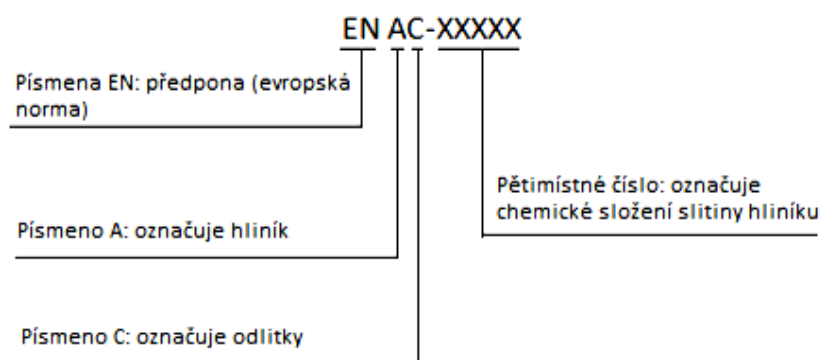 EN AC-XXXXX
Písmena EN: předpona (evropská
norma)
Pětimístné číslo: označuje
chemické složení slitiny hliníku
Písmeno A: označuje hliník
Písmeno C: označuje odlitky